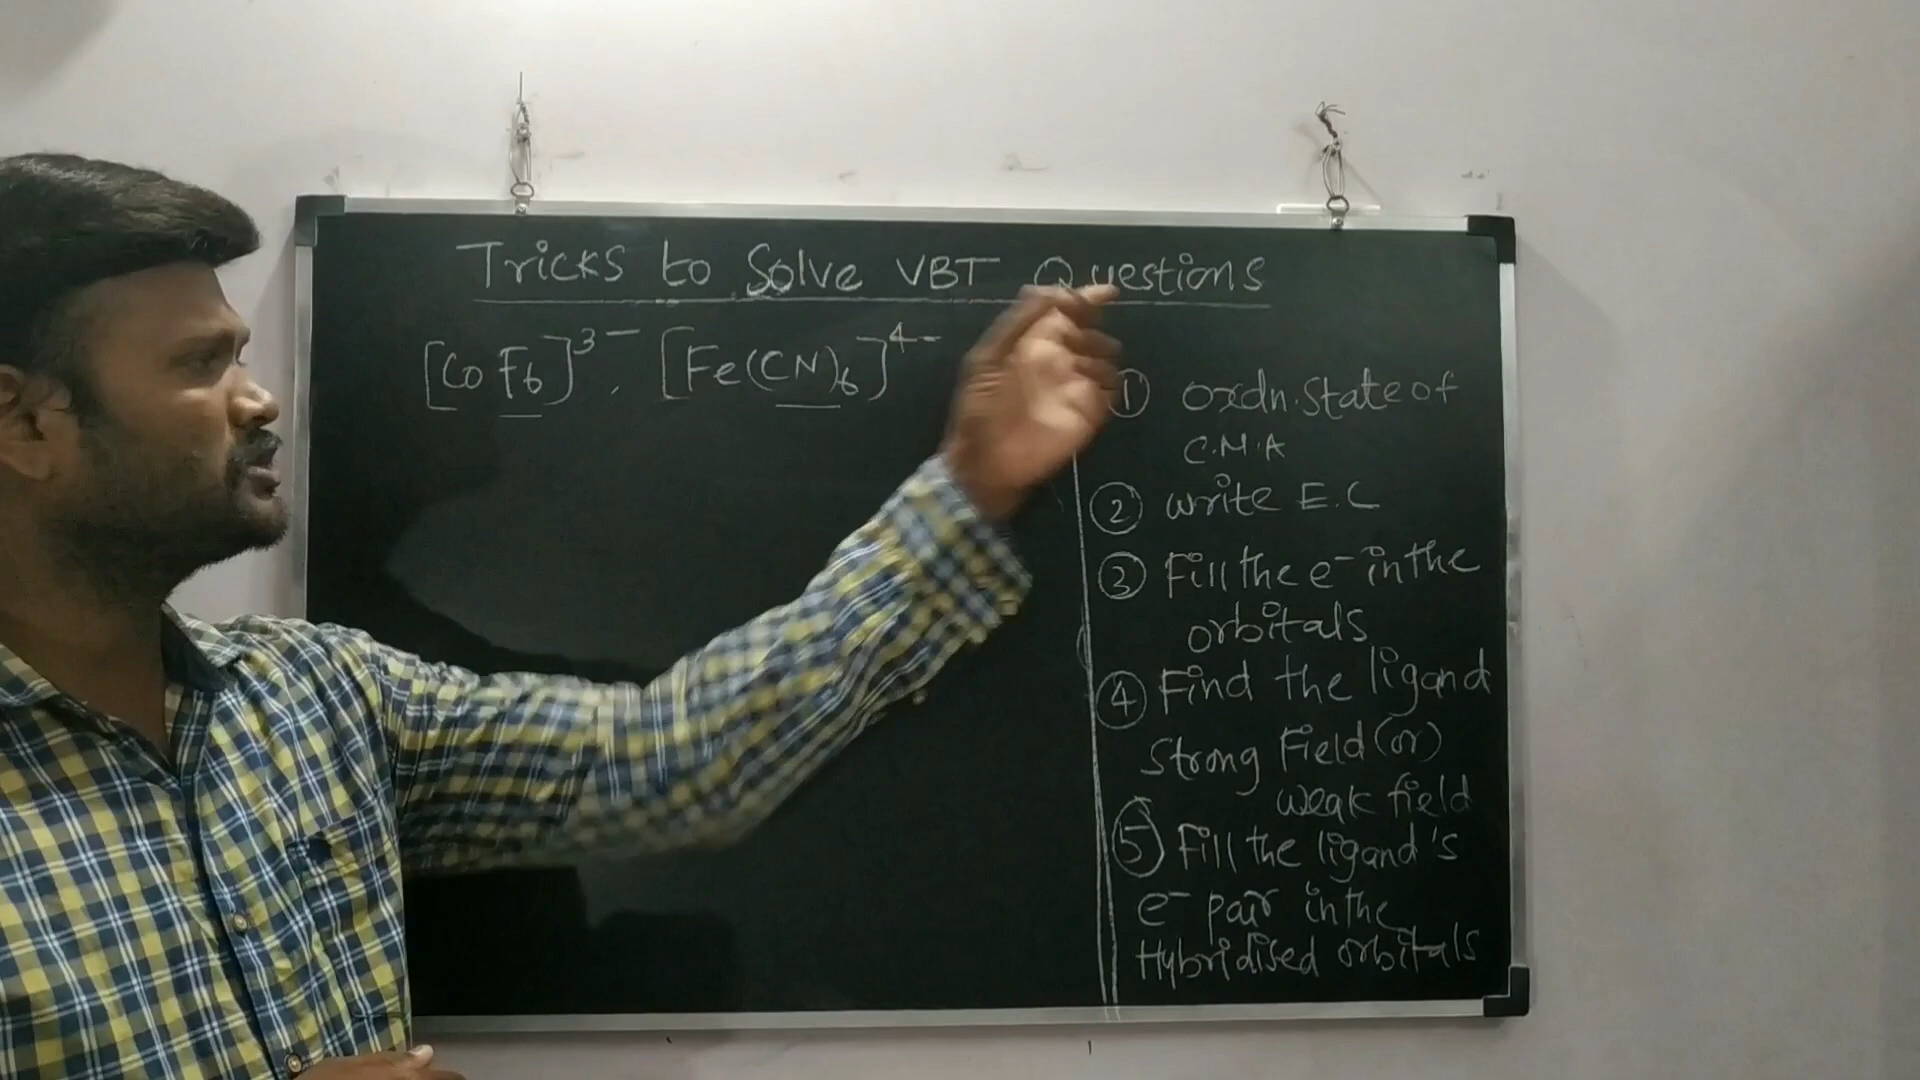 Tricks to Solve VBT Questions
[CoF6]3- , [Fe(CN)6]4-
① oxdn. State of
C.M.A
② write E.C
③ Fill the e- in the
orbitals
④ Find the ligand
Strong Field (or)
weak field
⑤ Fill the ligand's
e- pair in the
Hybridised orbitals